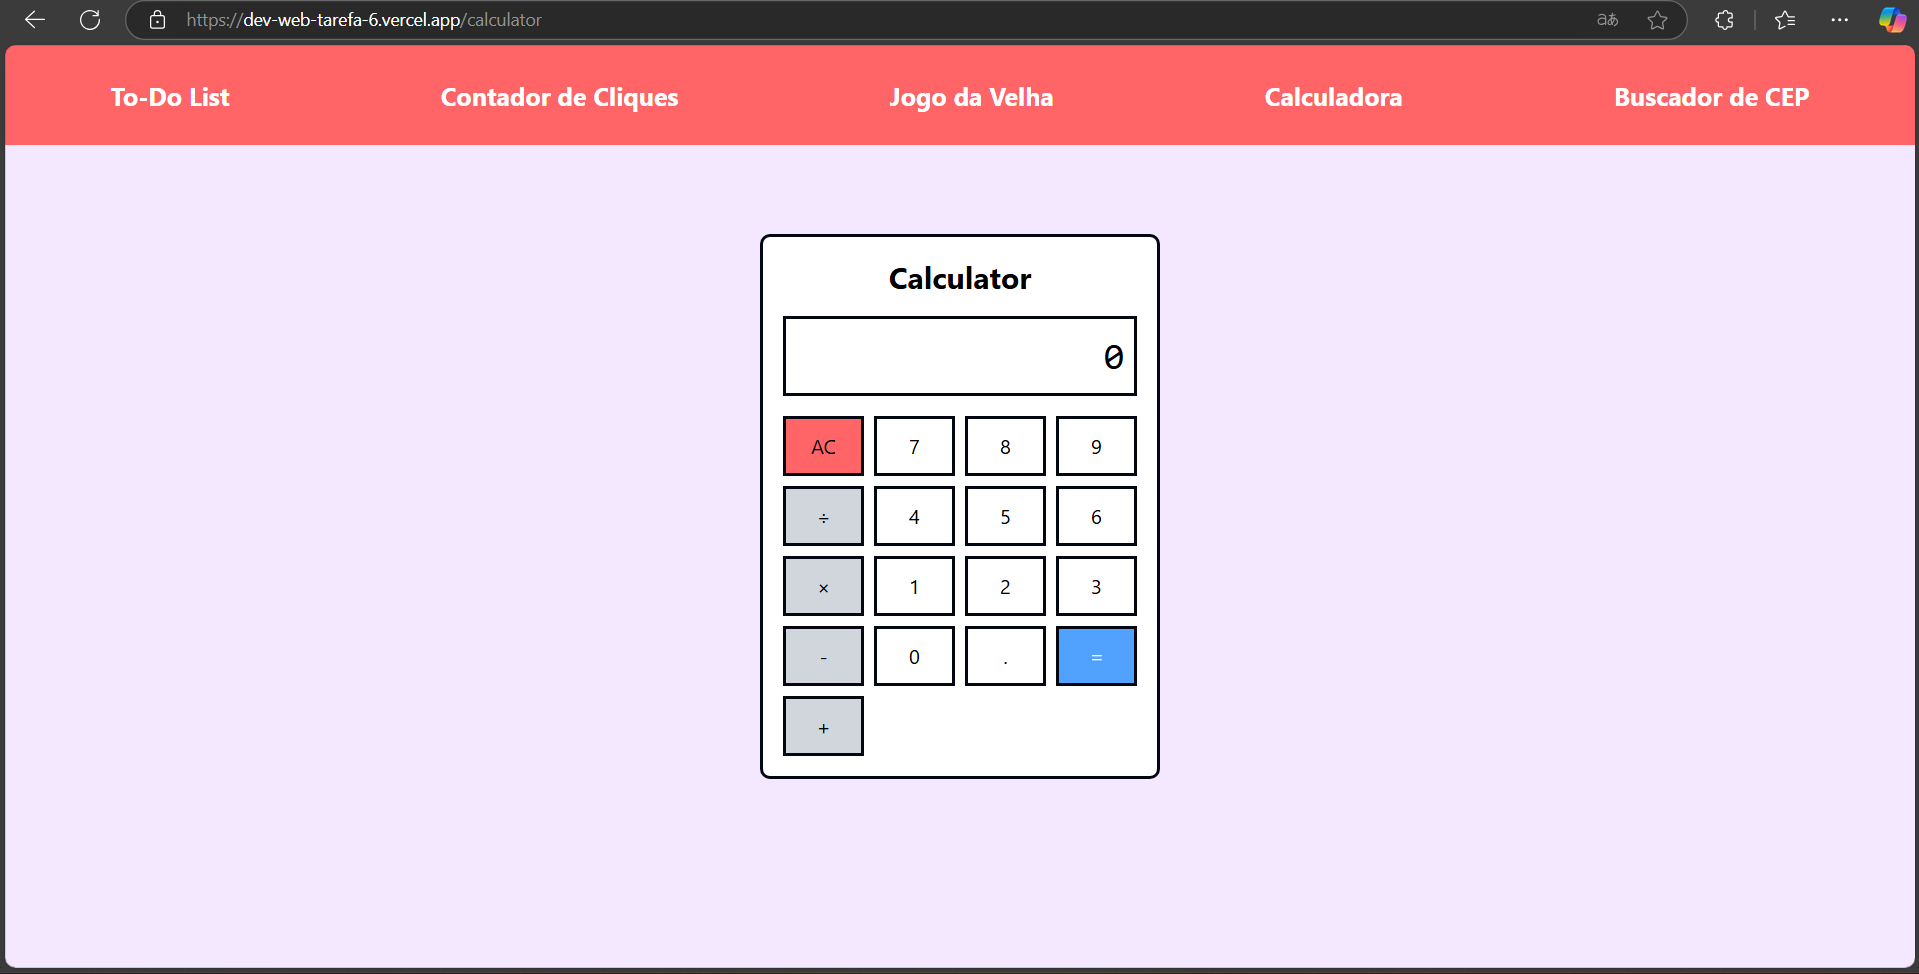 https://dev-web-tarefa-6.vercel.app/calculator
To-Do List Contador de Cliques Jogo da Velha Calculadora Buscador de CEP
Calculator
0
AC 7 8 9
÷ 4 5 6
× 1 2 3
- 0 . =
+